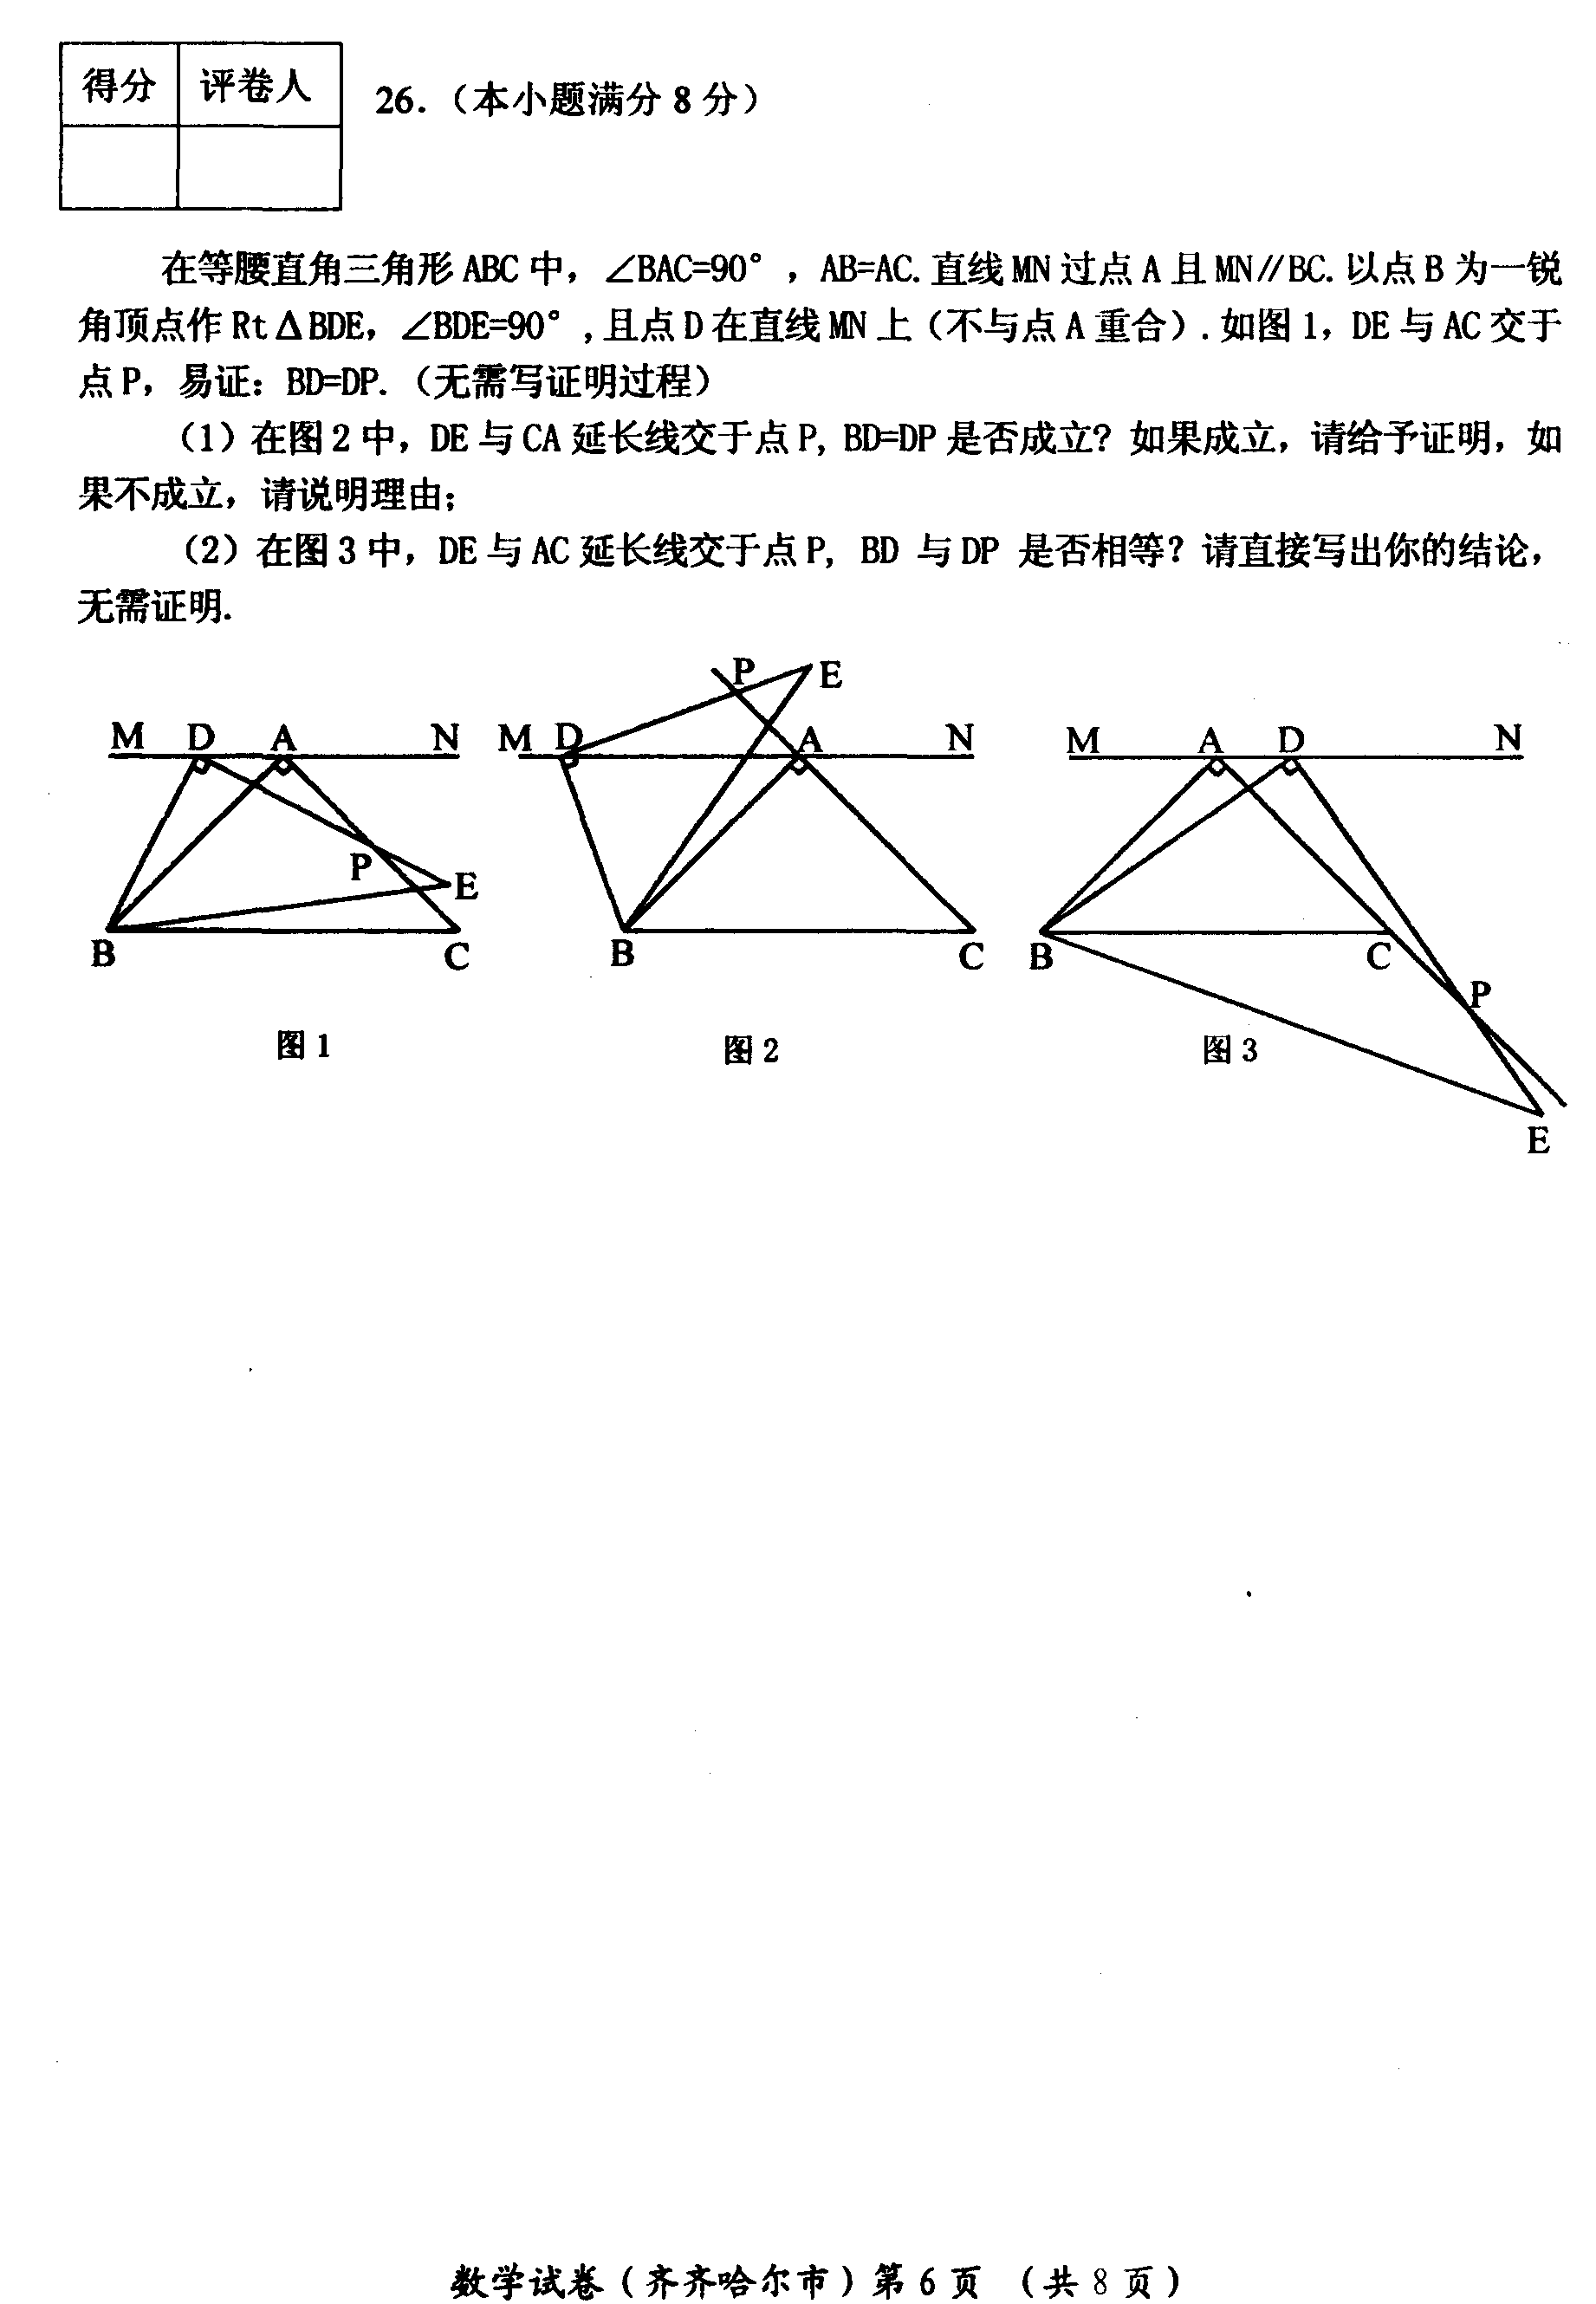 得分 评卷人
26.（本小题满分 8 分）
在等腰直角三角形 ABC 中，∠BAC=90°，AB=AC. 直线 MN 过点 A 且 MN∥BC. 以点 B 为一锐
角顶点作 Rt△BDE，∠BDE=90°,且点 D 在直线 MN 上（不与点 A 重合）. 如图 1，DE 与 AC 交于
点 P，易证：BD=DP.（无需写证明过程）
（1）在图 2 中，DE 与 CA 延长线交于点 P, BD=DP 是否成立？如果成立，请给予证明，如
果不成立，请说明理由；
（2）在图 3 中，DE 与 AC 延长线交于点 P, BD 与 DP 是否相等？请直接写出你的结论，
无需证明.
P E
M D A N M D A N M A D N
P E
B C B C B C
P
图 1 图 2 图 3
E
数学试卷（齐齐哈尔市）第 6 页 （共 8 页）